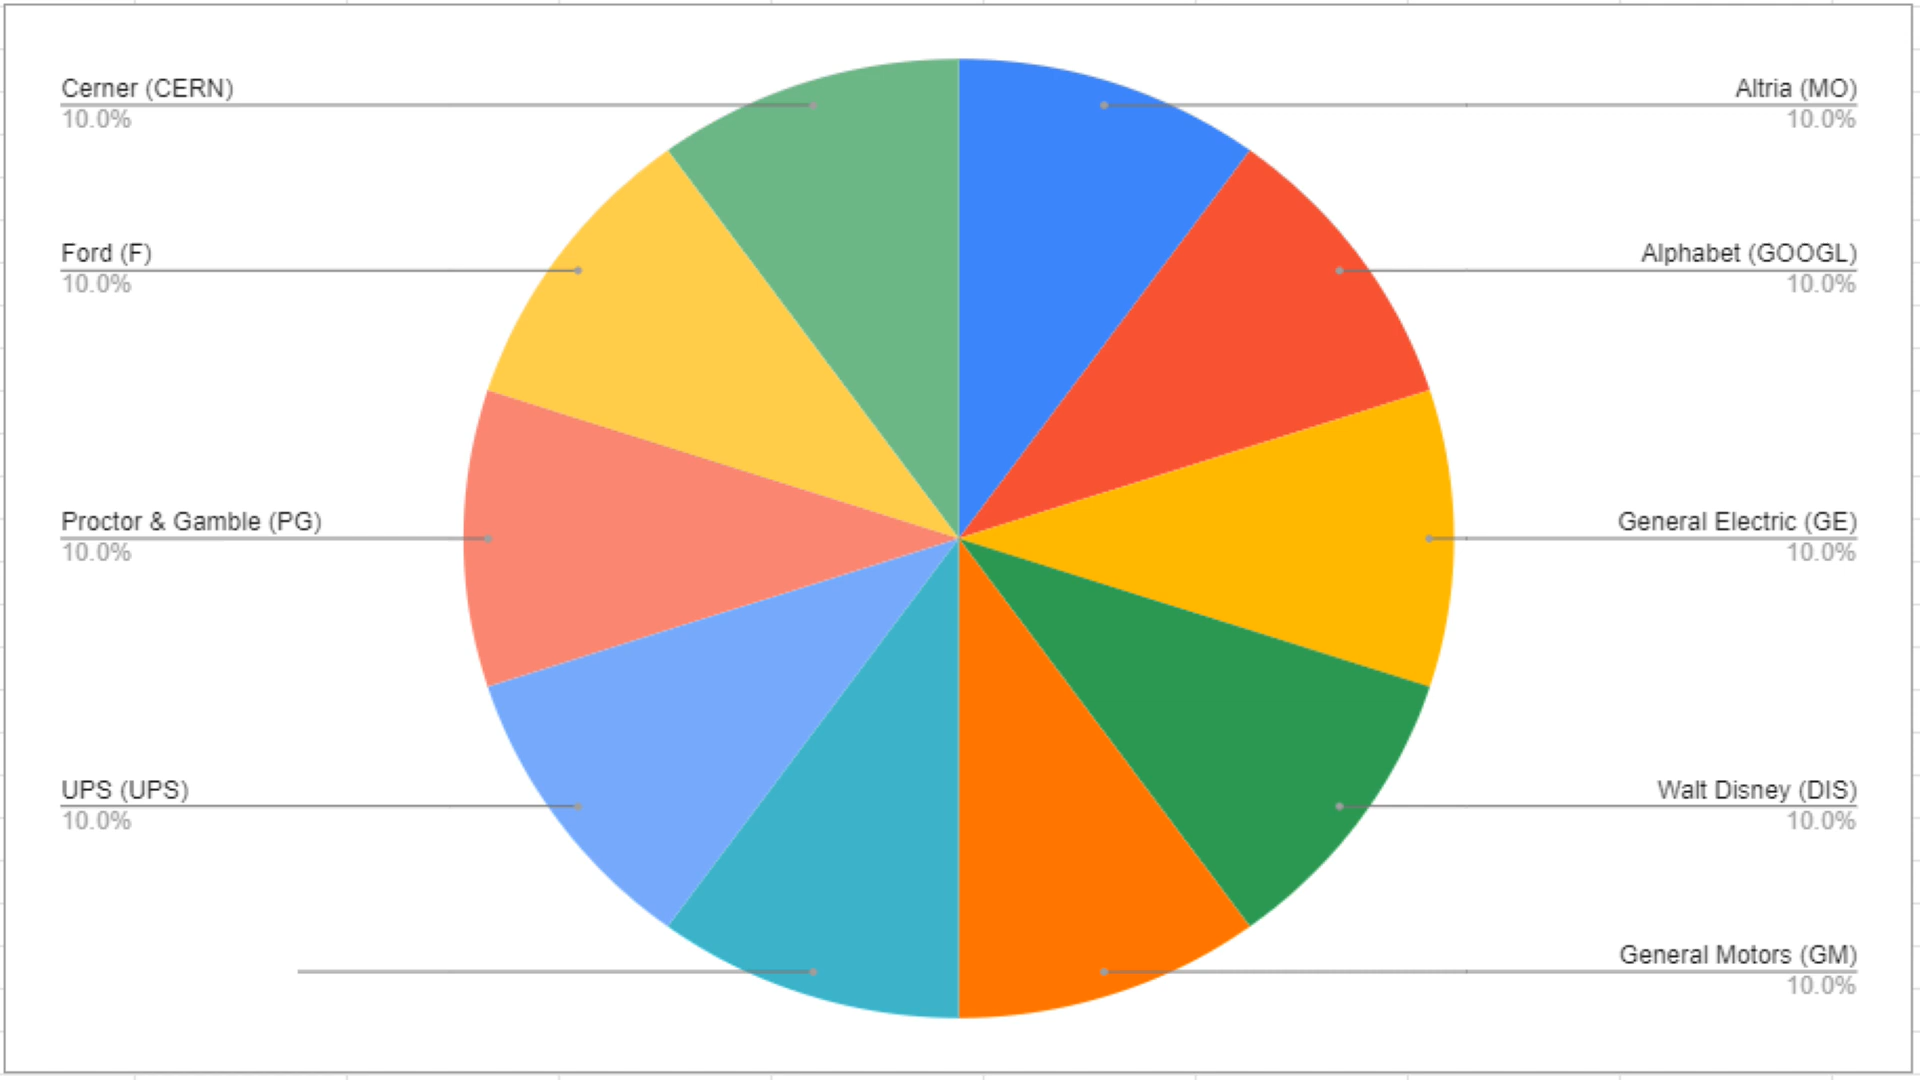 Cerner (CERN)
10.0%
Altria (MO)
10.0%
Ford (F)
10.0%
Alphabet (GOOGL)
10.0%
Proctor & Gamble (PG)
10.0%
General Electric (GE)
10.0%
UPS (UPS)
10.0%
Walt Disney (DIS)
10.0%
General Motors (GM)
10.0%